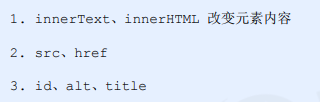 1. innerText、innerHTML 改变元素内容
2. src、href
3. id、alt、title